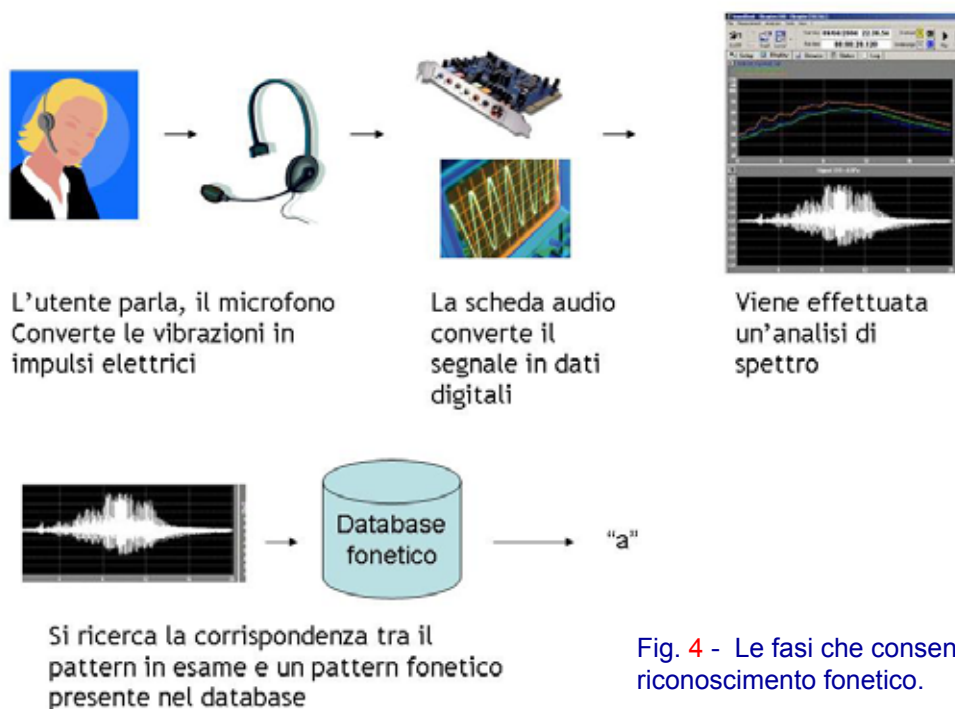 L'utente parla, il microfono
Converte le vibrazioni in
impulsi elettrici
La scheda audio
converte il
segnale in dati
digitali
Viene effettuata
un'analisi di
spettro
Database
fonetico
"a"
Si ricerca la corrispondenza tra il
pattern in esame e un pattern fonetico
presente nel database
Fig. 4 - Le fasi che consen
riconoscimento fonetico.